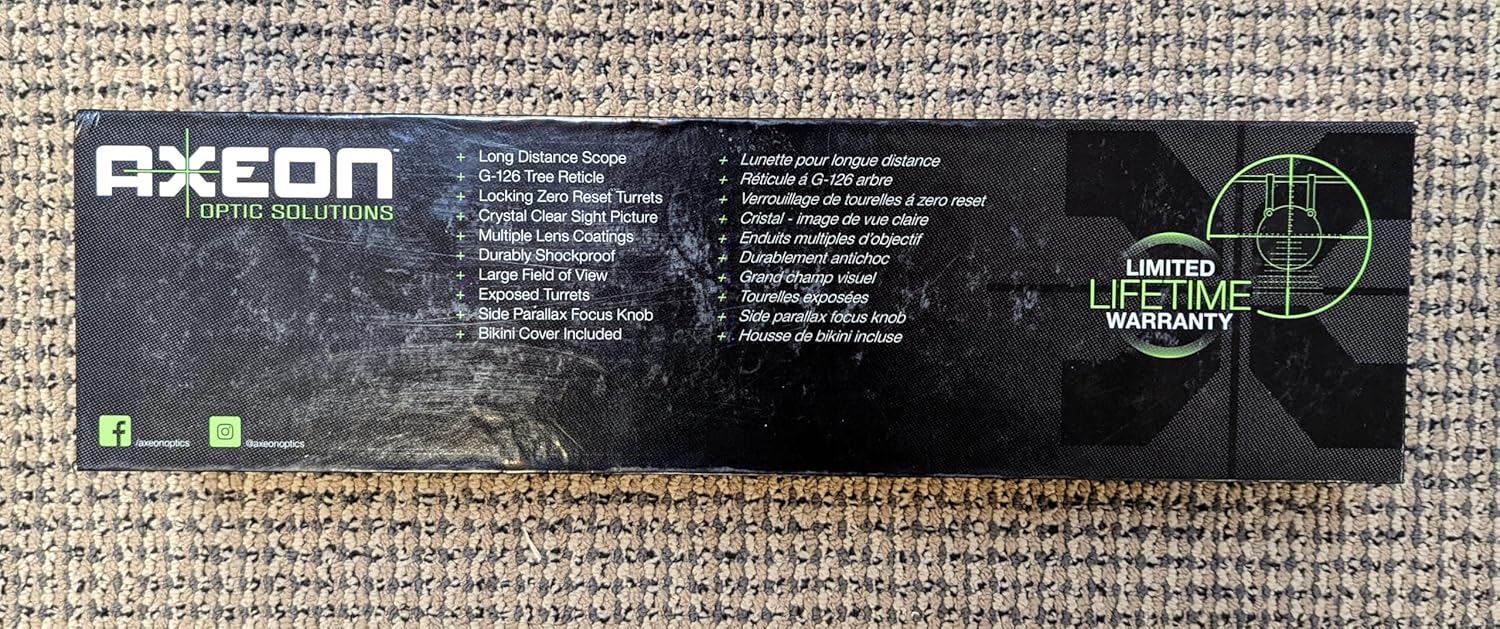 AXEON™
OPTIC SOLUTIONS
+ Long Distance Scope
+ G-126 Tree Reticle
+ Locking Zero Reset Turrets
+ Crystal Clear Sight Picture
+ Multiple Lens Coatings
+ Durably Shockproof
+ Large Field of View
+ Exposed Turrets
+ Side Parallax Focus Knob
+ Bikini Cover Included
+ Lunette pour longue distance
+ Réticule á G-126 arbre
+ Verrouillage de tourelles á zero reset
+ Cristal - image de vue claire
+ Enduits multiples d'objectif
+ Durablement antichoc
+ Grand champ visuel
+ Tourelles exposées
+ Side parallax focus knob
+ Housse de bikini incluse
LIMITED
LIFETIME
WARRANTY
/axeonoptics
@axeonoptics